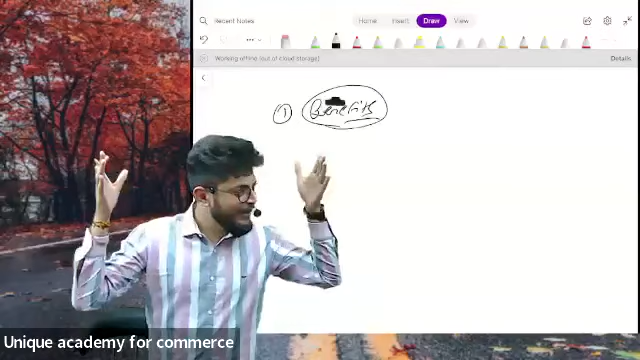 Recent Notes
Home Insert Draw View
Working offline (out of cloud storage)
Details
① Benefits
Unique academy for commerce